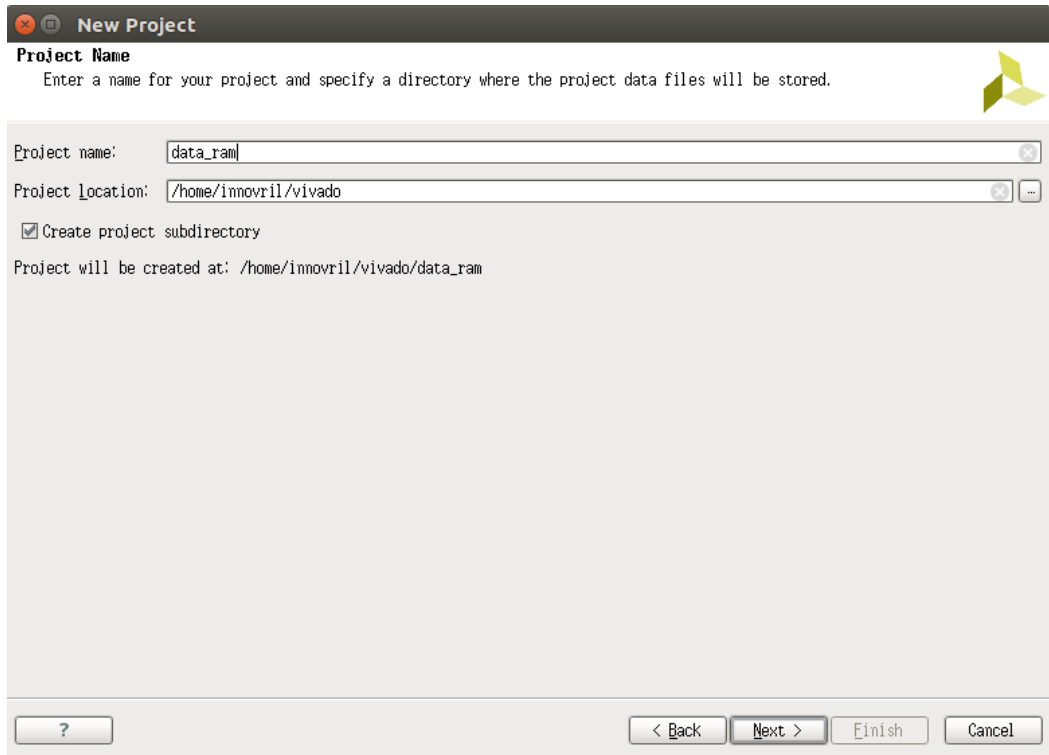 New Project
Project Name
Enter a name for your project and specify a directory where the project data files will be stored.
Project name: data_ram
Project location: /home/innovril/vivado ...
Create project subdirectory
Project will be created at: /home/innovril/vivado/data_ram
? < Back Next > Finish Cancel